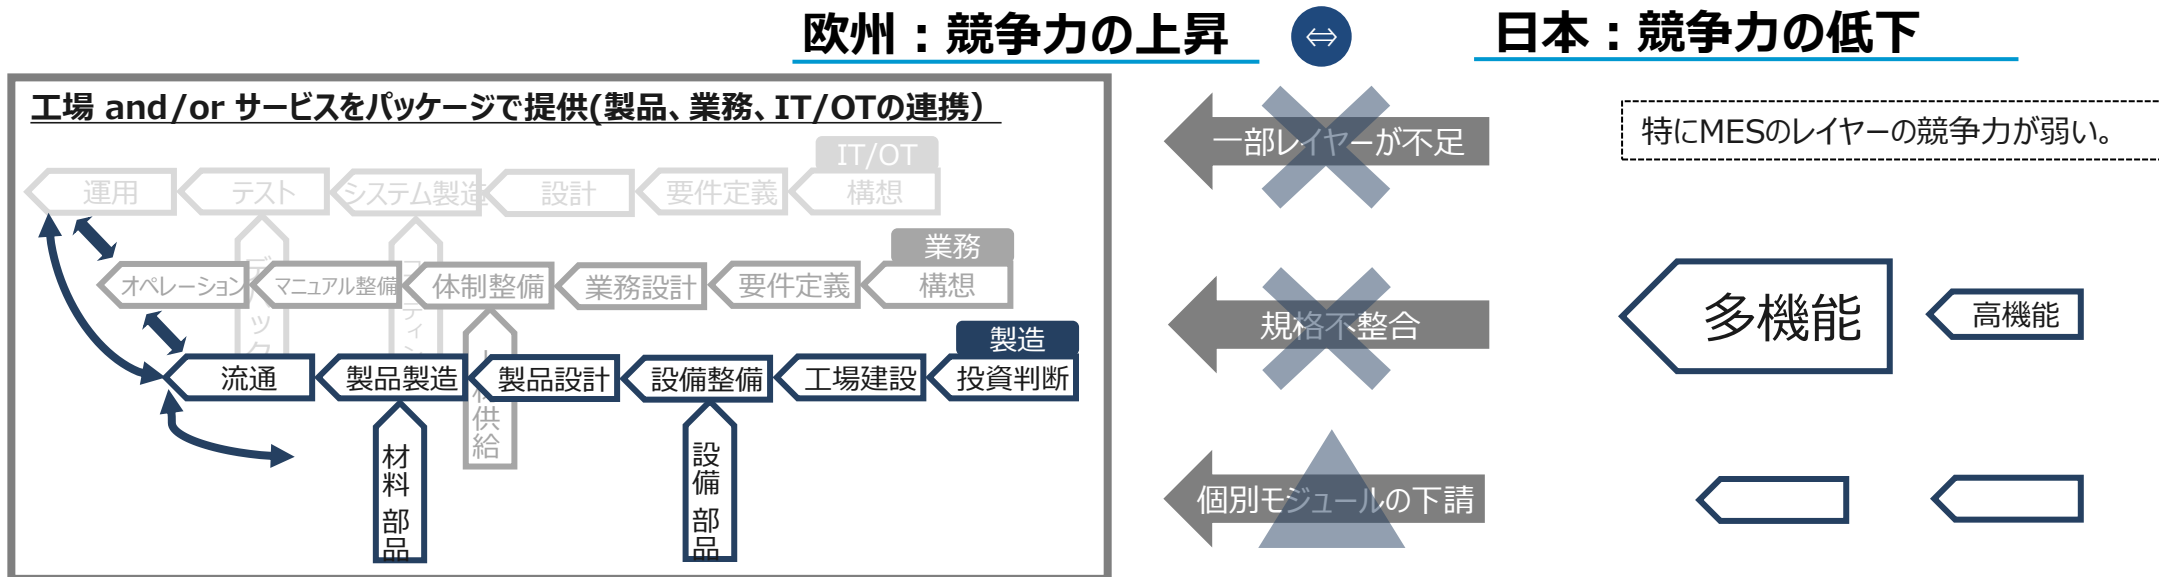 欧州：競争力の上昇
⇔
日本：競争力の低下
工場 and/or サービスをパッケージで提供(製品、業務、IT/OTの連携）
一部レイヤーが不足
特にMESのレイヤーの競争力が弱い。
IT/OT
運用
テスト
システム製造
設計
要件定義
構想
業務
オペレーション
マニュアル整備
体制整備
業務設計
要件定義
構想
規格不整合
多機能
高機能
製造
流通
製品製造
製品設計
設備整備
工場建設
投資判断
供給
材料 部品
設備 部品
個別モジュールの下請